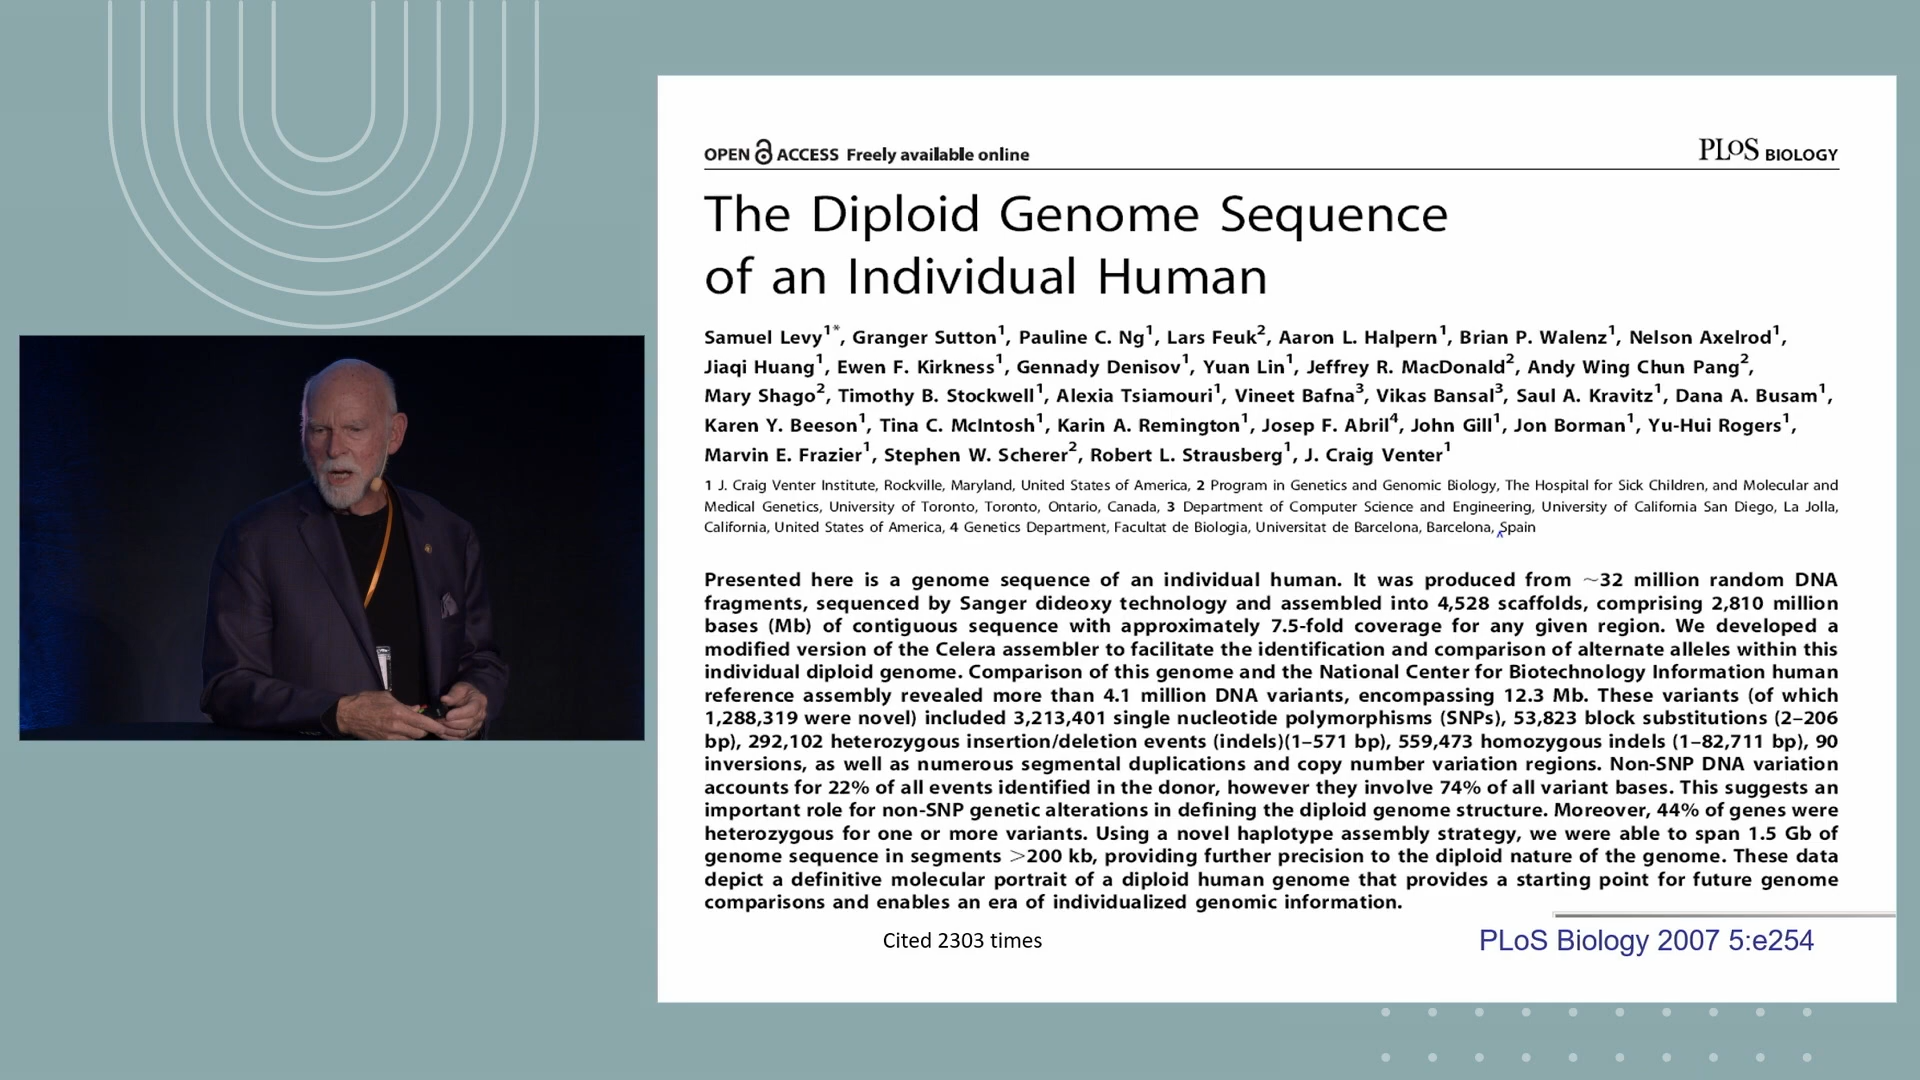 OPEN ACCESS Freely available online
PLoS BIOLOGY
The Diploid Genome Sequence
of an Individual Human
Samuel Levy1*, Granger Sutton1, Pauline C. Ng1, Lars Feuk2, Aaron L. Halpern1, Brian P. Walenz1, Nelson Axelrod1,
Jiaqi Huang1, Ewen F. Kirkness1, Gennady Denisov1, Yuan Lin1, Jeffrey R. MacDonald2, Andy Wing Chun Pang2,
Mary Shago2, Timothy B. Stockwell1, Alexia Tsiamouri1, Vineet Bafna3, Vikas Bansal3, Saul A. Kravitz1, Dana A. Busam1,
Karen Y. Beeson1, Tina C. McIntosh1, Karin A. Remington1, Josep F. Abril4, John Gill1, Jon Borman1, Yu-Hui Rogers1,
Marvin E. Frazier1, Stephen W. Scherer2, Robert L. Strausberg1, J. Craig Venter1
1 J. Craig Venter Institute, Rockville, Maryland, United States of America, 2 Program in Genetics and Genomic Biology, The Hospital for Sick Children, and Molecular and
Medical Genetics, University of Toronto, Toronto, Ontario, Canada, 3 Department of Computer Science and Engineering, University of California San Diego, La Jolla,
California, United States of America, 4 Genetics Department, Facultat de Biologia, Universitat de Barcelona, Barcelona, Spain
Presented here is a genome sequence of an individual human. It was produced from ~32 million random DNA
fragments, sequenced by Sanger dideoxy technology and assembled into 4,528 scaffolds, comprising 2,810 million
bases (Mb) of contiguous sequence with approximately 7.5-fold coverage for any given region. We developed a
modified version of the Celera assembler to facilitate the identification and comparison of alternate alleles within this
individual diploid genome. Comparison of this genome and the National Center for Biotechnology Information human
reference assembly revealed more than 4.1 million DNA variants, encompassing 12.3 Mb. These variants (of which
1,288,319 were novel) included 3,213,401 single nucleotide polymorphisms (SNPs), 53,823 block substitutions (2–206
bp), 292,102 heterozygous insertion/deletion events (indels)(1–571 bp), 559,473 homozygous indels (1–82,711 bp), 90
inversions, as well as numerous segmental duplications and copy number variation regions. Non-SNP DNA variation
accounts for 22% of all events identified in the donor, however they involve 74% of all variant bases. This suggests an
important role for non-SNP genetic alterations in defining the diploid genome structure. Moreover, 44% of genes were
heterozygous for one or more variants. Using a novel haplotype assembly strategy, we were able to span 1.5 Gb of
genome sequence in segments >200 kb, providing further precision to the diploid nature of the genome. These data
depict a definitive molecular portrait of a diploid human genome that provides a starting point for future genome
comparisons and enables an era of individualized genomic information.
Cited 2303 times
PLoS Biology 2007 5:e254